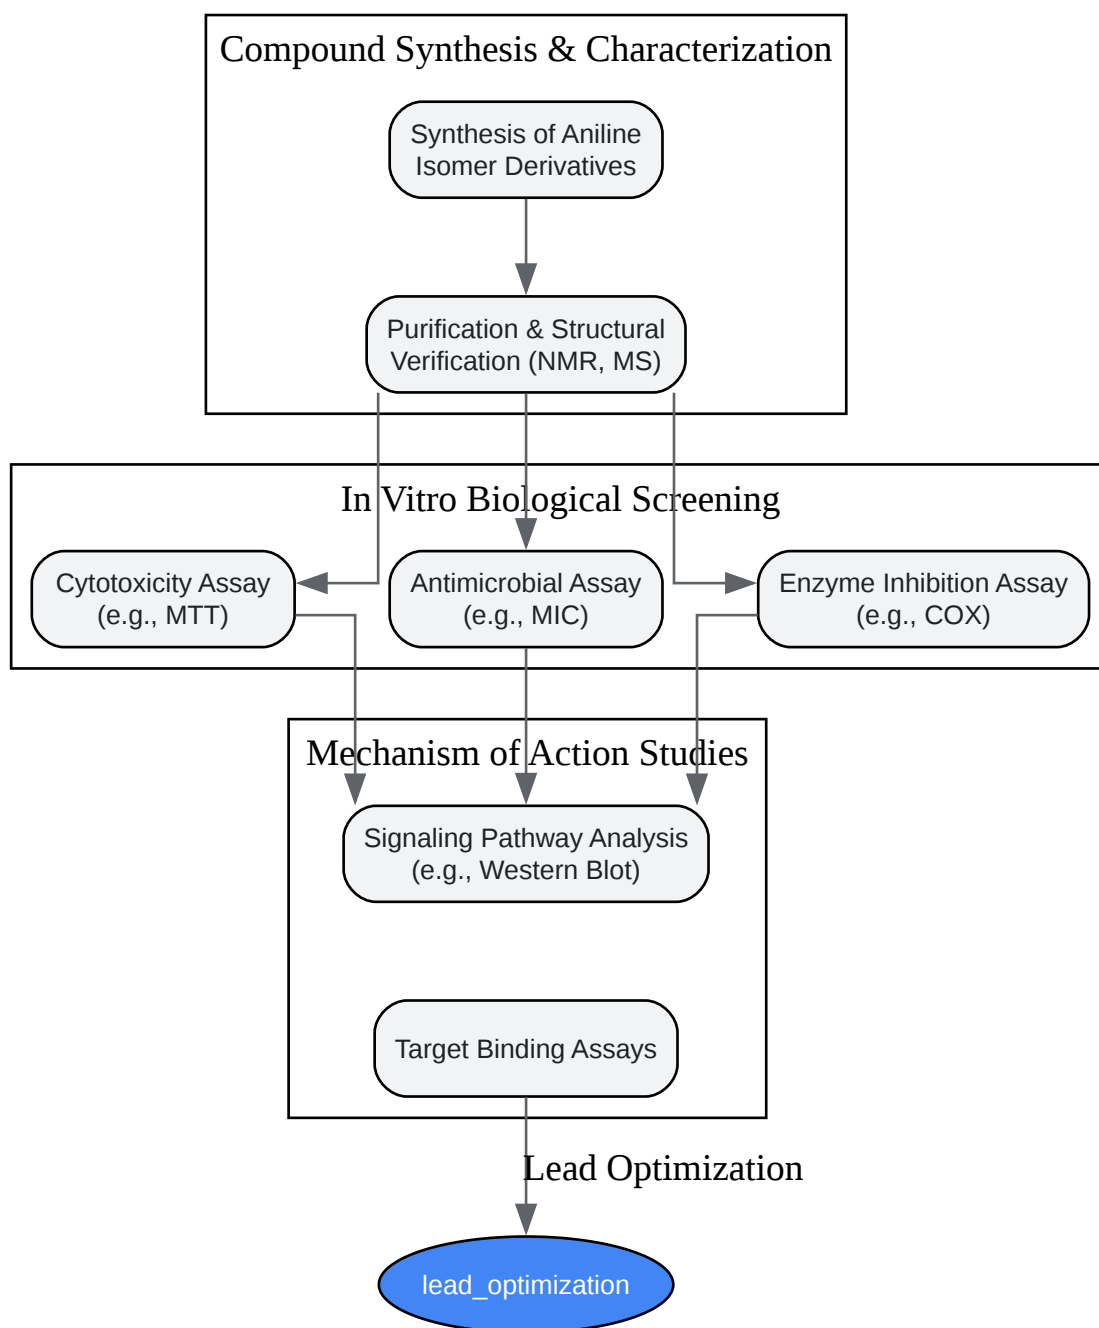 Compound Synthesis & Characterization
Synthesis of Aniline
Isomer Derivatives
Purification & Structural
Verification (NMR, MS)
In Vitro Biological Screening
Cytotoxicity Assay
(e.g., MTT)
Antimicrobial Assay
(e.g., MIC)
Enzyme Inhibition Assay
(e.g., COX)
Mechanism of Action Studies
Signaling Pathway Analysis
(e.g., Western Blot)
Target Binding Assays
Lead Optimization
lead_optimization